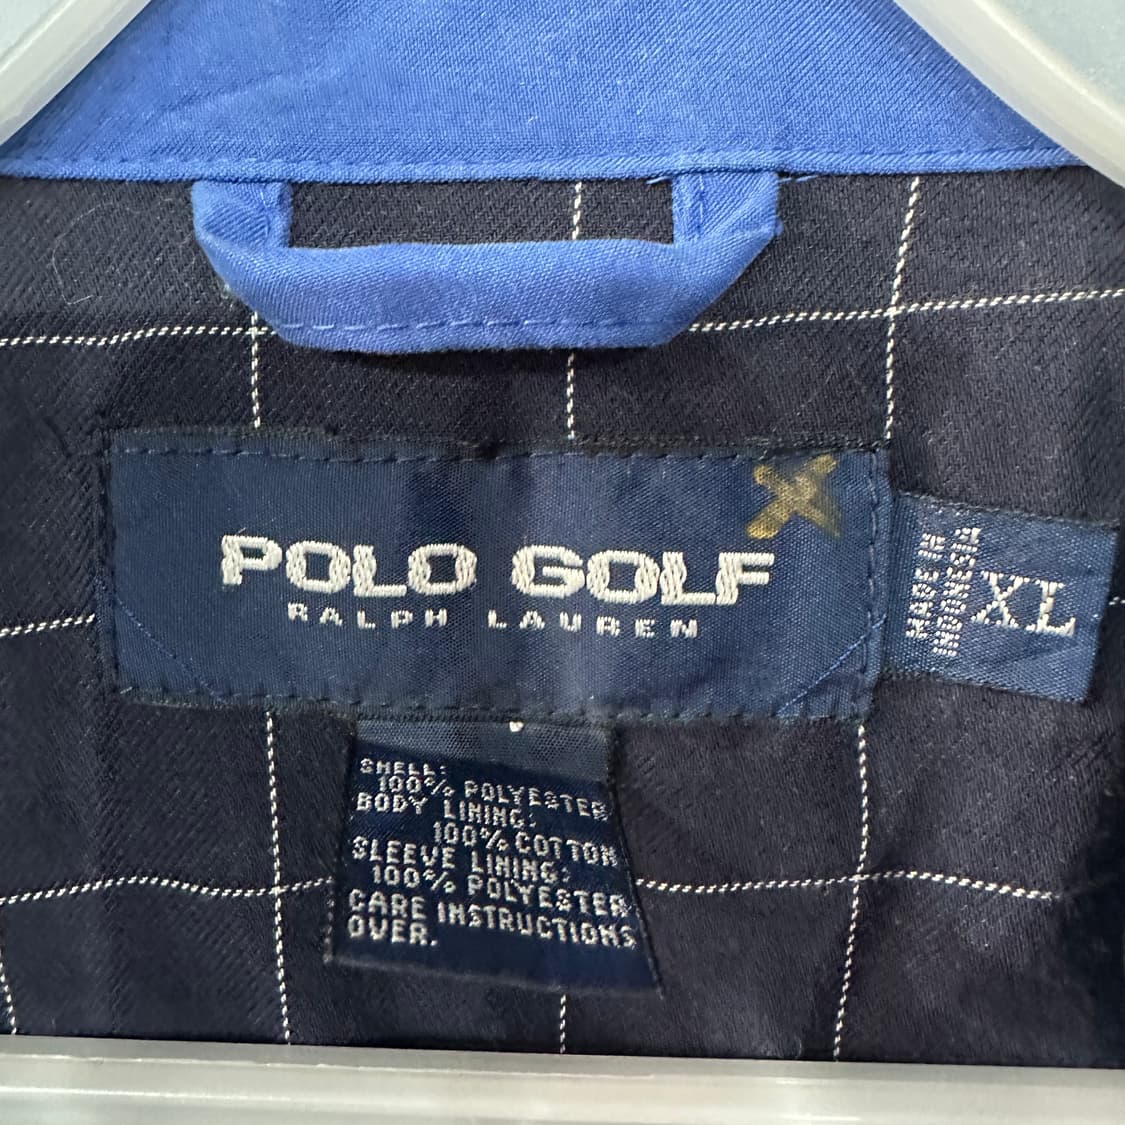 POLO GOLF
RALPH LAUREN
MADE IN
INDONESIA
XL
SHELL:
100% POLYESTER
BODY LINING:
100% COTTON
SLEEVE LINING:
100% POLYESTER
CARE INSTRUCTIONS
OVER.